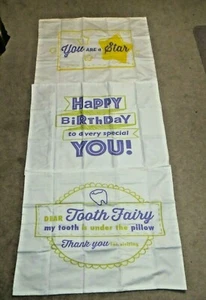 You ARE A Star
HAPPY
BiRTHDAY
to a very special
YOU!
DEAR Tooth Fairy
my tooth is under the pillow
Thank you